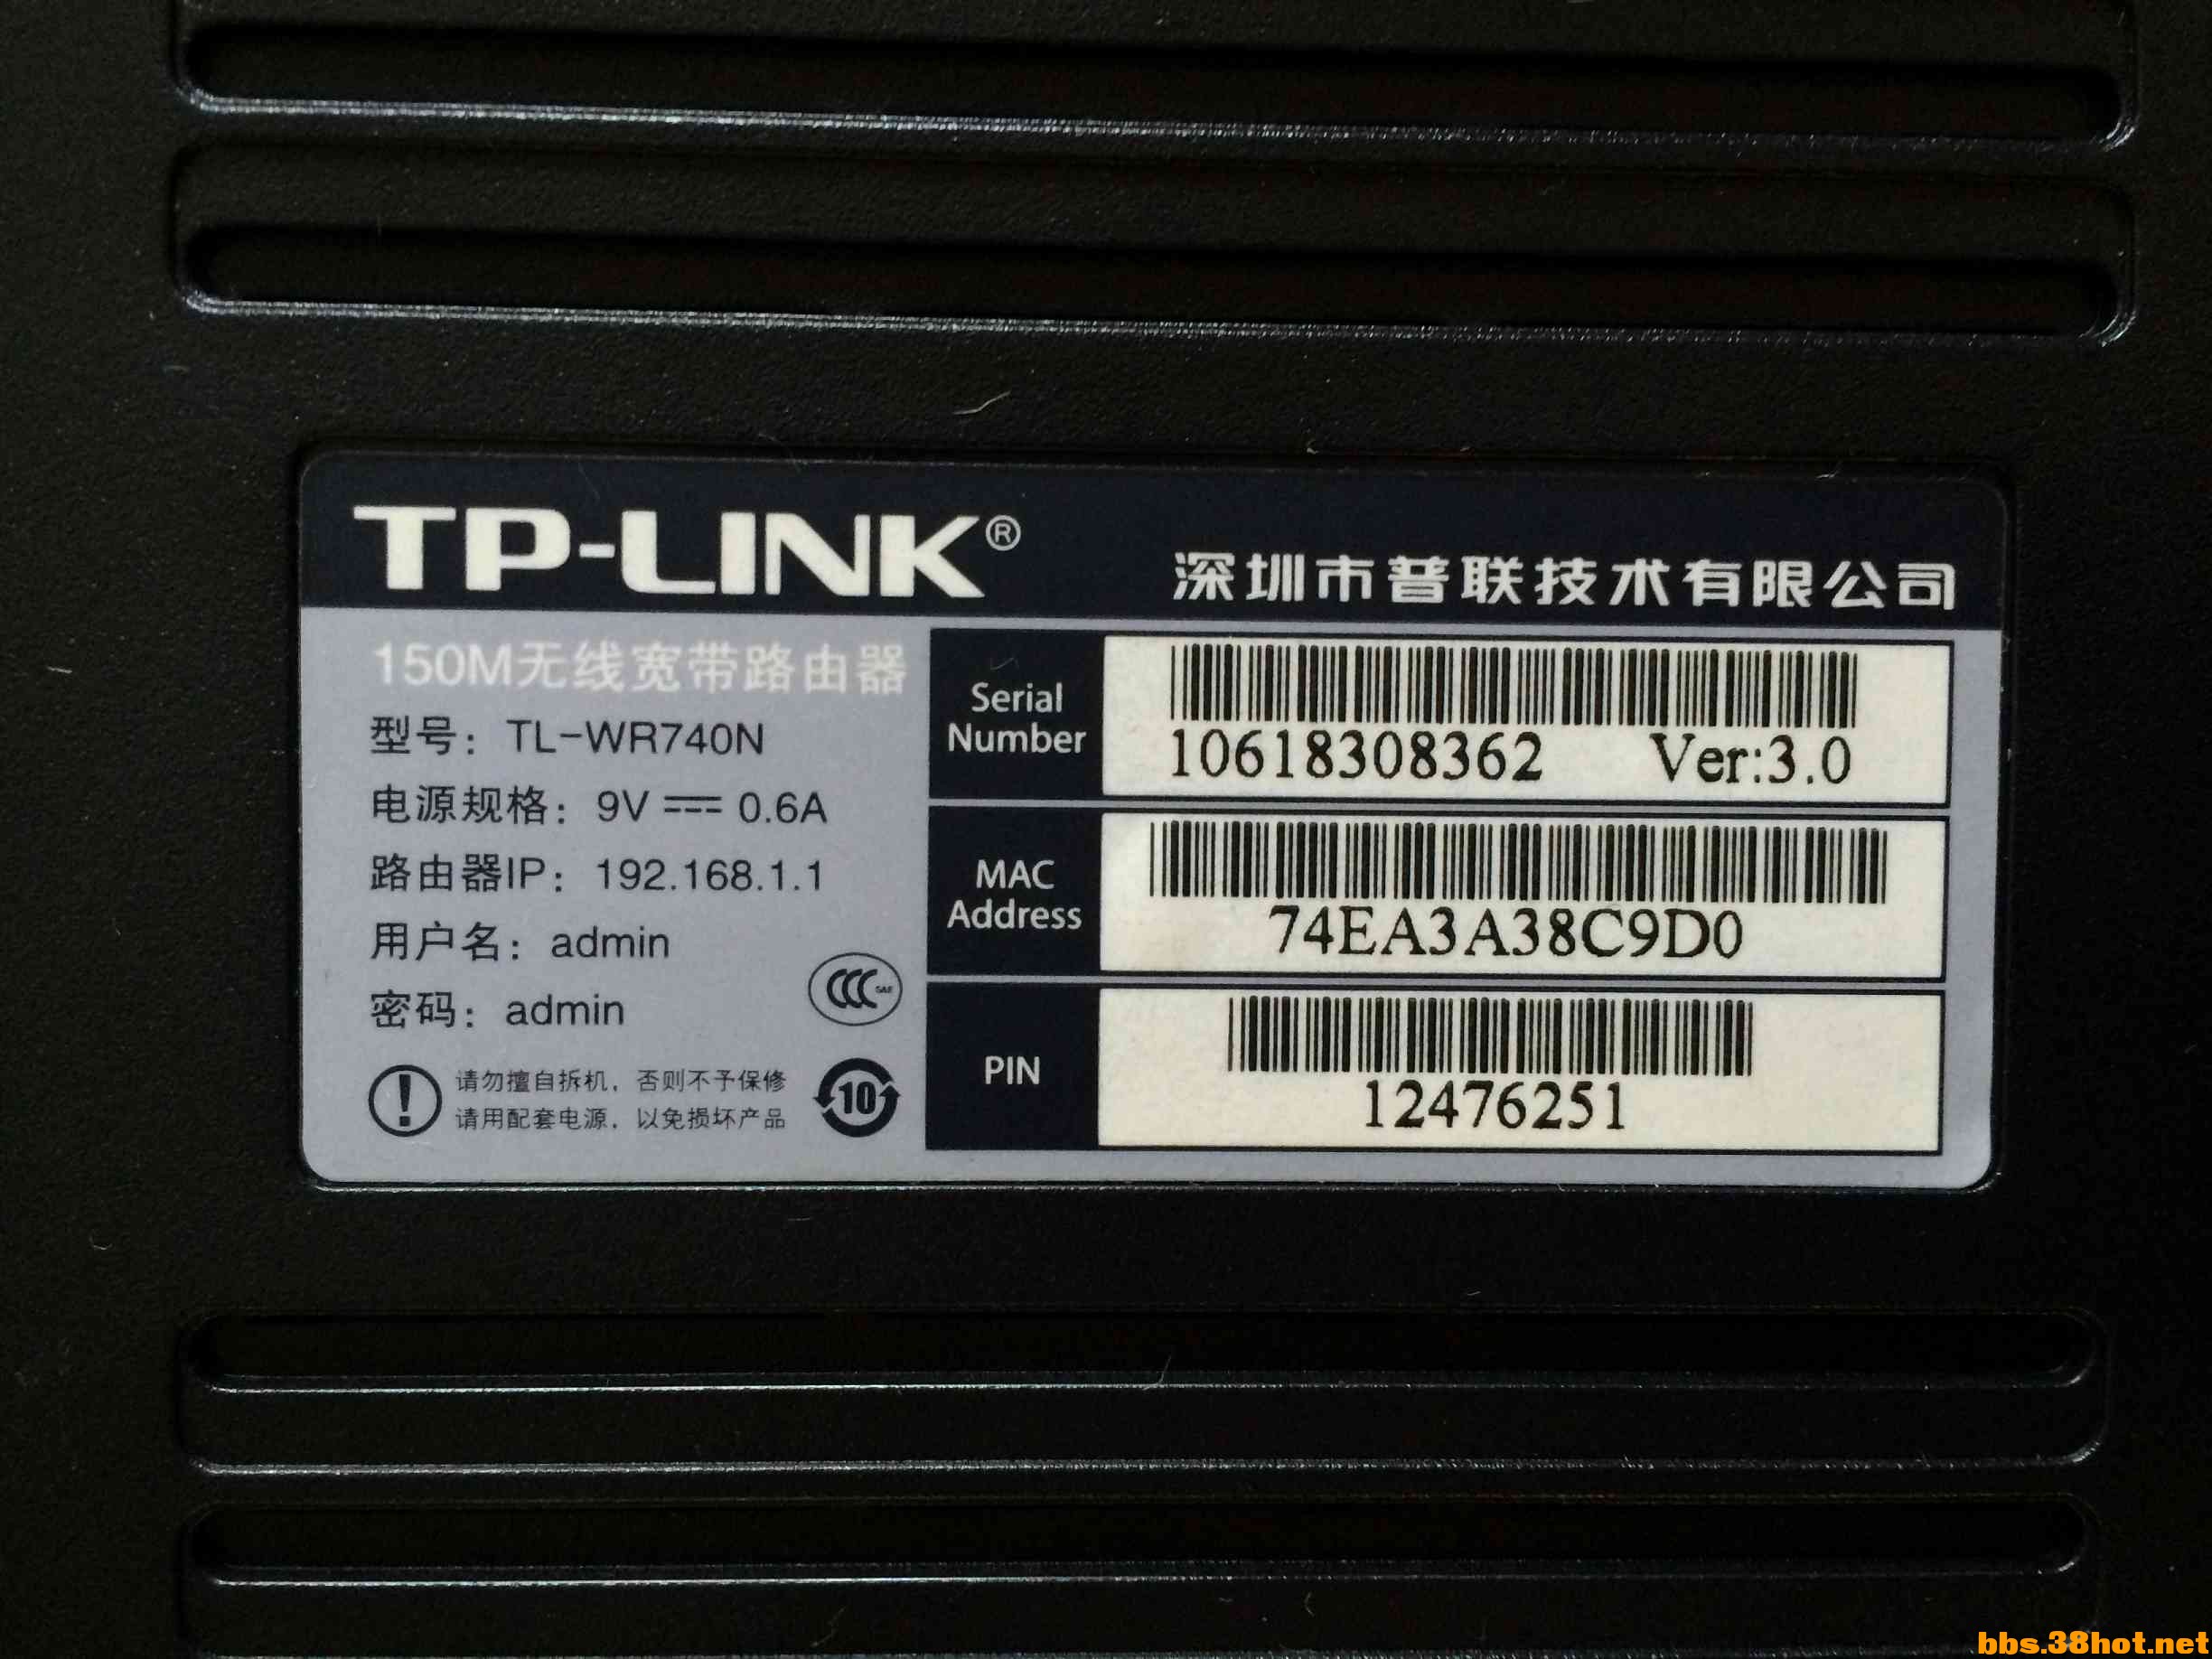 TP-LINK®
深圳市普联技术有限公司
150M无线宽带路由器
型号：TL-WR740N
电源规格：9V 0.6A
路由器IP：192.168.1.1
用户名：admin
密码：admin
CCC S&E
请勿擅自拆机，否则不予保修
请用配套电源，以免损坏产品
10
Serial
Number
10618308362 Ver:3.0
MAC
Address
74EA3A38C9D0
PIN
12476251
bbs.38hot.net